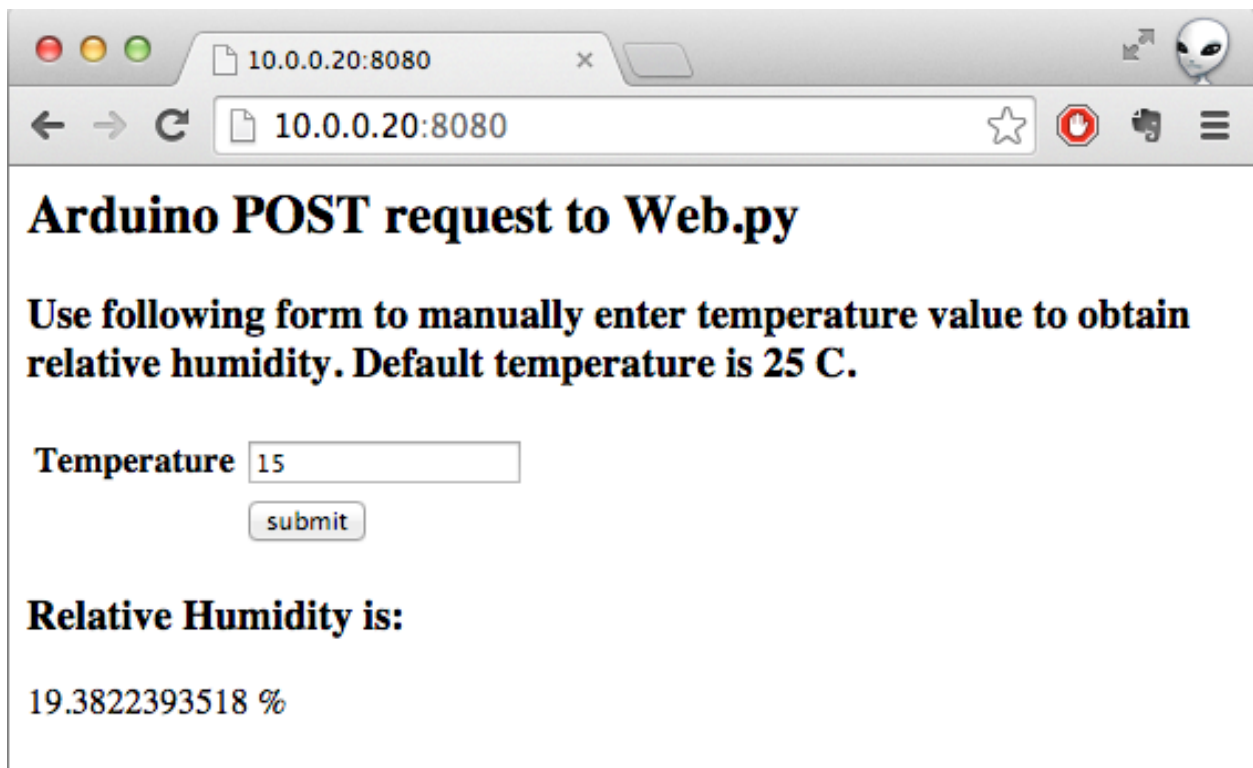 10.0.0.20:8080
10.0.0.20:8080
Arduino POST request to Web.py
Use following form to manually enter temperature value to obtain
relative humidity. Default temperature is 25 C.
Temperature 15
submit
Relative Humidity is:
19.3822393518 %